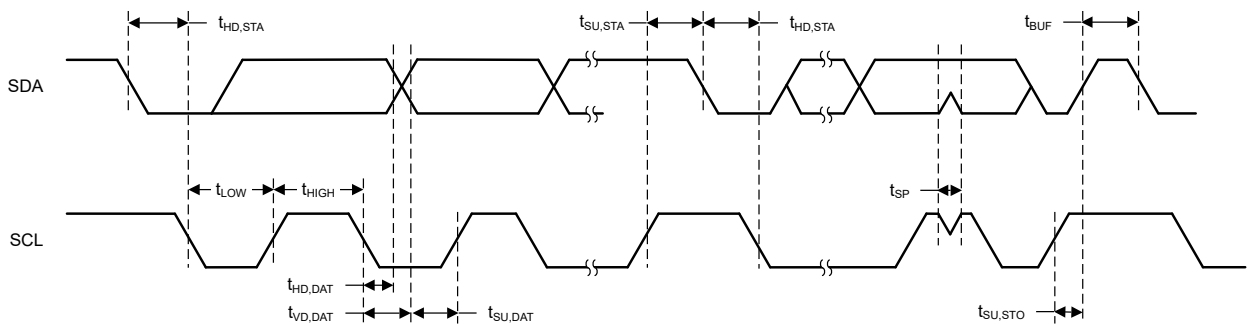 tHD,STA
tSU,STA
tHD,STA
tBUF
SDA
tLOW
tHIGH
tSP
SCL
tHD,DAT
tVD,DAT
tSU,DAT
tSU,STO